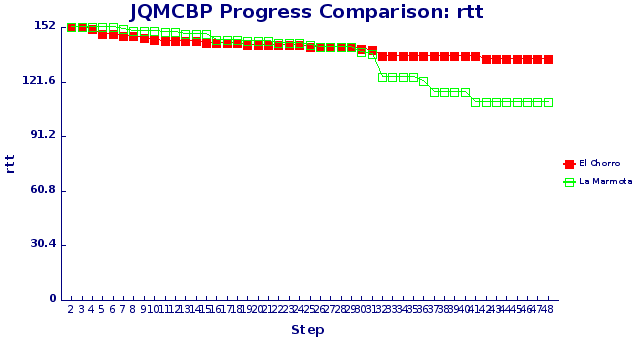 JQMCBP Progress Comparison: rtt
152
121.6
91.2
60.8
30.4
0
rtt
2 3 4 5 6 7 8 9 10 11 12 13 14 15 16 17 18 19 20 21 22 23 24 25 26 27 28 29 30 31 32 33 34 35 36 37 38 39 40 41 42 43 44 45 46 47 48
Step
El Chorro
La Marmota